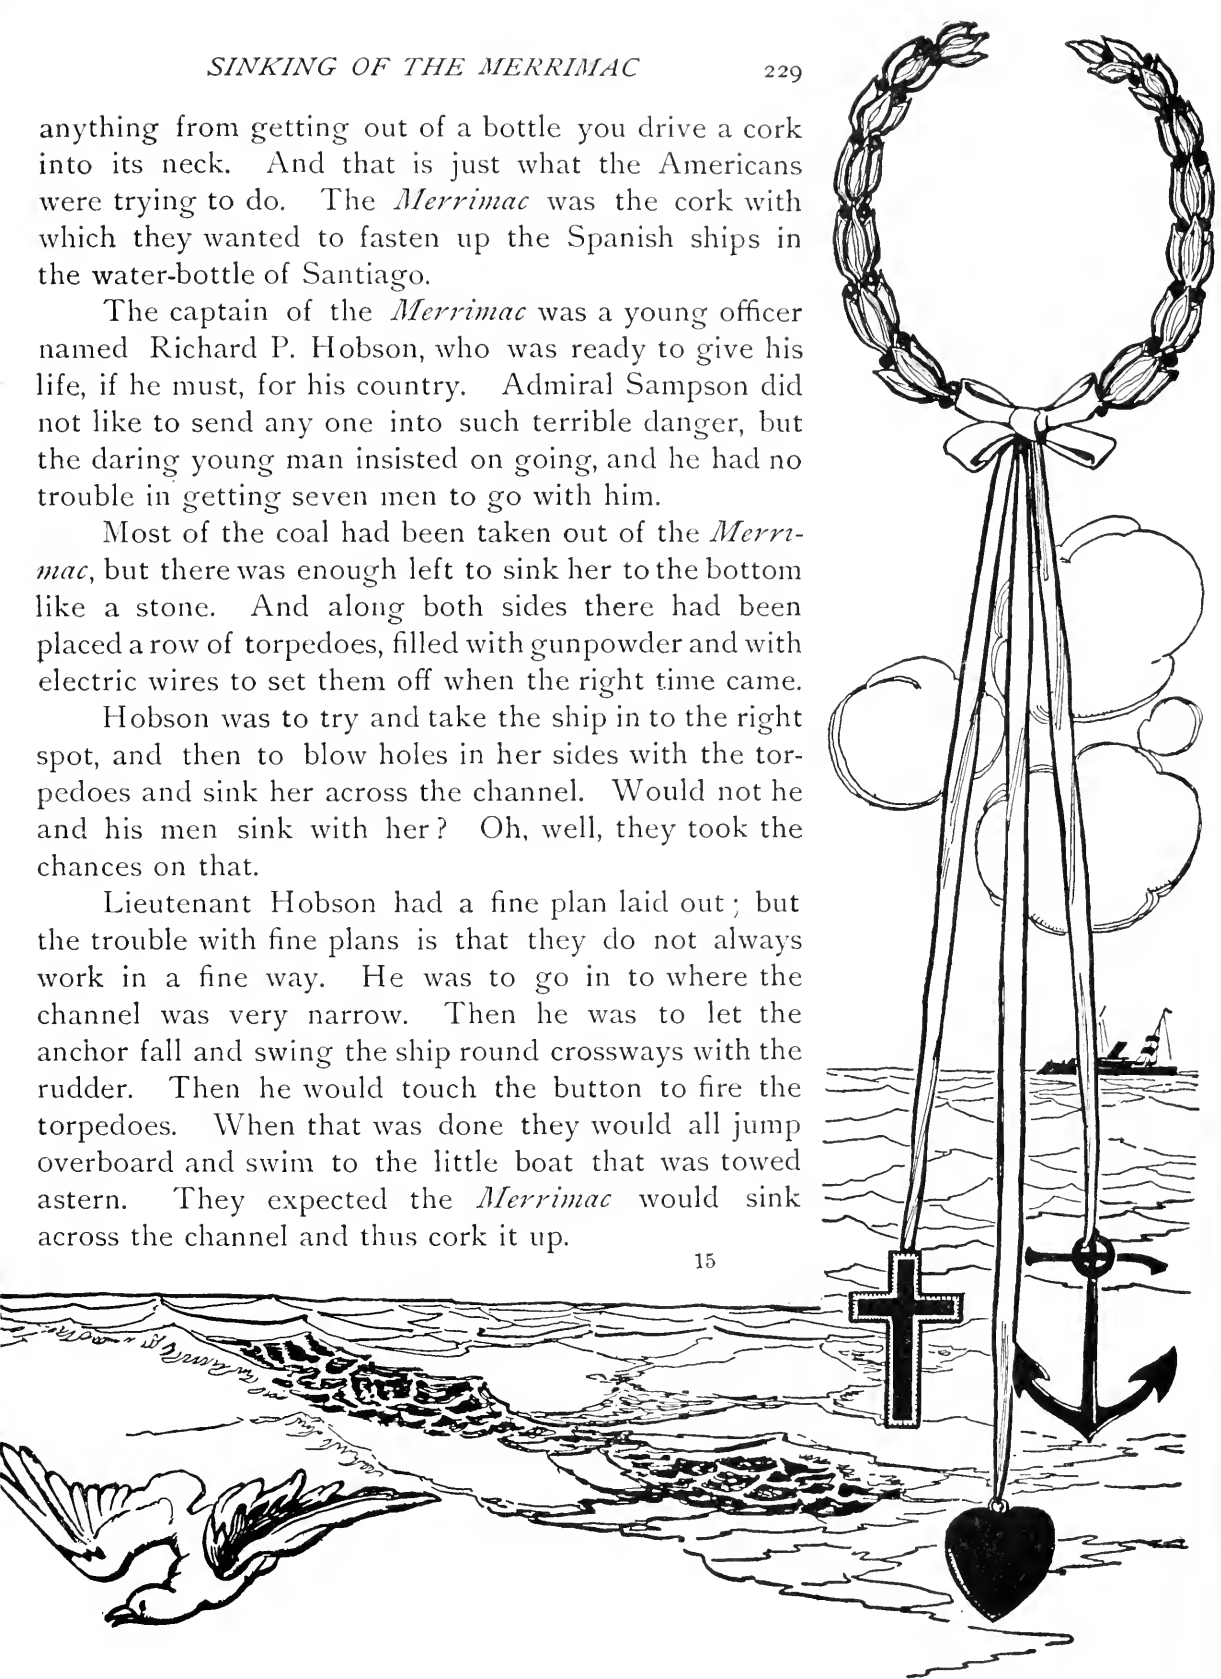 SINKING OF THE MERRIMAC 229
anything from getting out of a bottle you drive a cork
into its neck. And that is just what the Americans
were trying to do. The Merrimac was the cork with
which they wanted to fasten up the Spanish ships in
the water-bottle of Santiago.
The captain of the Merrimac was a young officer
named Richard P. Hobson, who was ready to give his
life, if he must, for his country. Admiral Sampson did
not like to send any one into such terrible danger, but
the daring young man insisted on going, and he had no
trouble in getting seven men to go with him.
Most of the coal had been taken out of the Merri-
mac, but there was enough left to sink her to the bottom
like a stone. And along both sides there had been
placed a row of torpedoes, filled with gunpowder and with
electric wires to set them off when the right time came.
Hobson was to try and take the ship in to the right
spot, and then to blow holes in her sides with the tor-
pedoes and sink her across the channel. Would not he
and his men sink with her? Oh, well, they took the
chances on that.
Lieutenant Hobson had a fine plan laid out; but
the trouble with fine plans is that they do not always
work in a fine way. He was to go in to where the
channel was very narrow. Then he was to let the
anchor fall and swing the ship round crossways with the
rudder. Then he would touch the button to fire the
torpedoes. When that was done they would all jump
overboard and swim to the little boat that was towed
astern. They expected the Merrimac would sink
across the channel and thus cork it up.
15